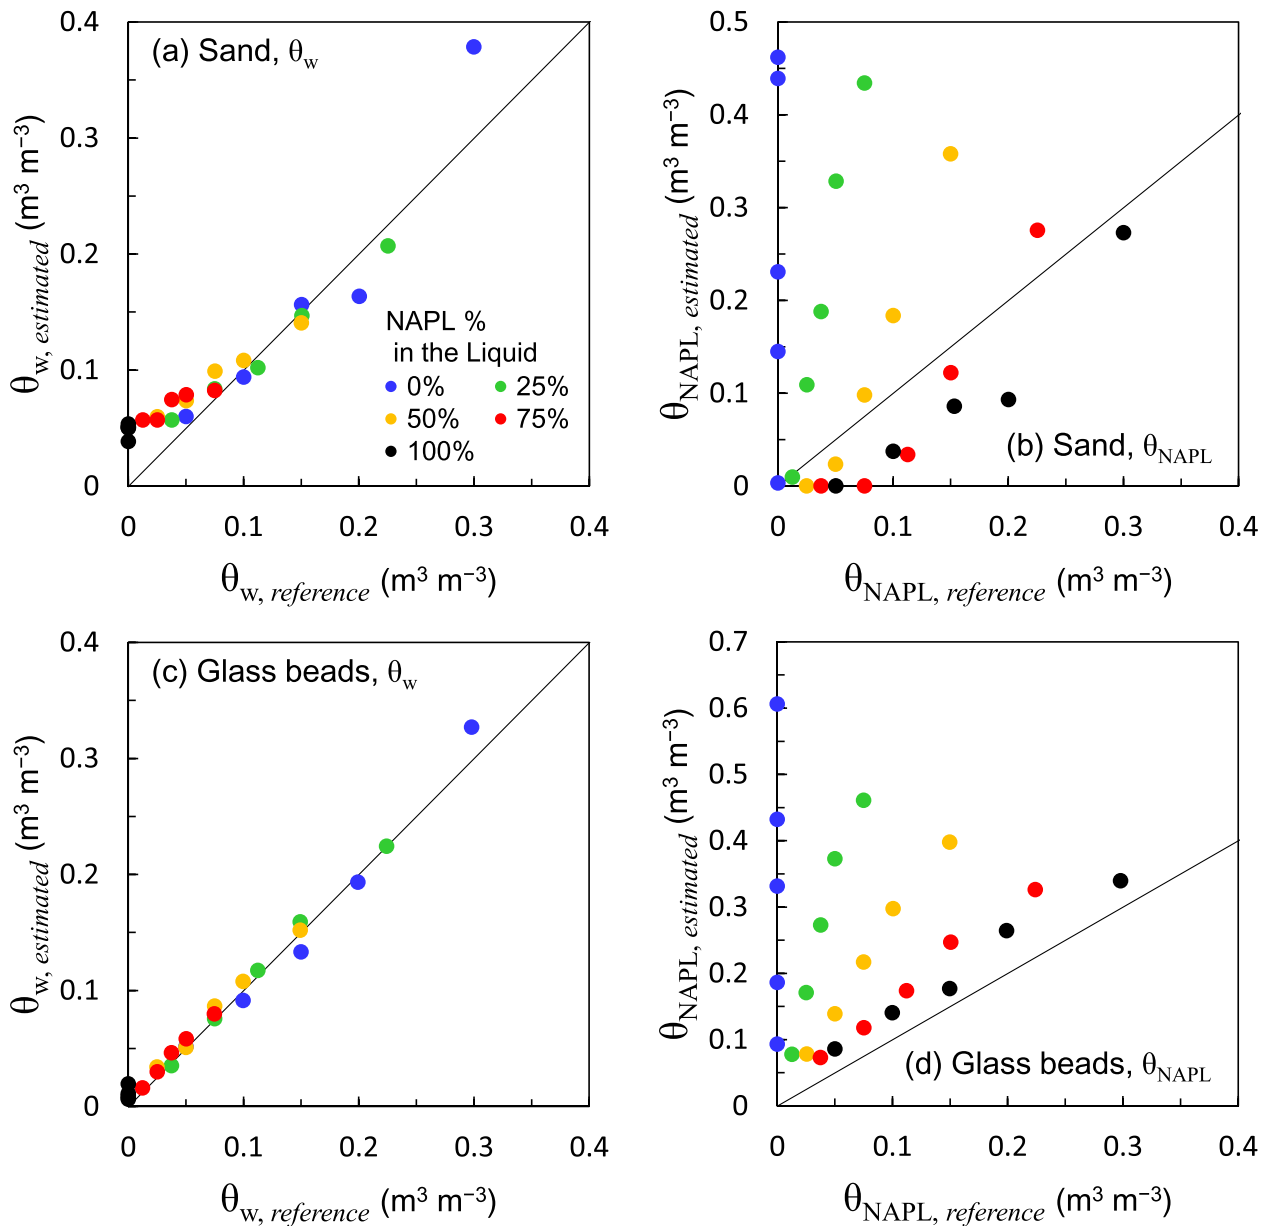 (a) Sand, θw
θw, estimated (m³ m⁻³)
0.4
0.3
0.2
0.1
0
NAPL %
in the Liquid
0% 25%
50% 75%
100%
0 0.1 0.2 0.3 0.4
θw, reference (m³ m⁻³)
(b) Sand, θNAPL
θNAPL, estimated (m³ m⁻³)
0.5
0.4
0.3
0.2
0.1
0
0 0.1 0.2 0.3 0.4
θNAPL, reference (m³ m⁻³)
(c) Glass beads, θw
θw, estimated (m³ m⁻³)
0.4
0.3
0.2
0.1
0
0 0.1 0.2 0.3 0.4
θw, reference (m³ m⁻³)
(d) Glass beads, θNAPL
θNAPL, estimated (m³ m⁻³)
0.7
0.6
0.5
0.4
0.3
0.2
0.1
0
0 0.1 0.2 0.3 0.4
θNAPL, reference (m³ m⁻³)